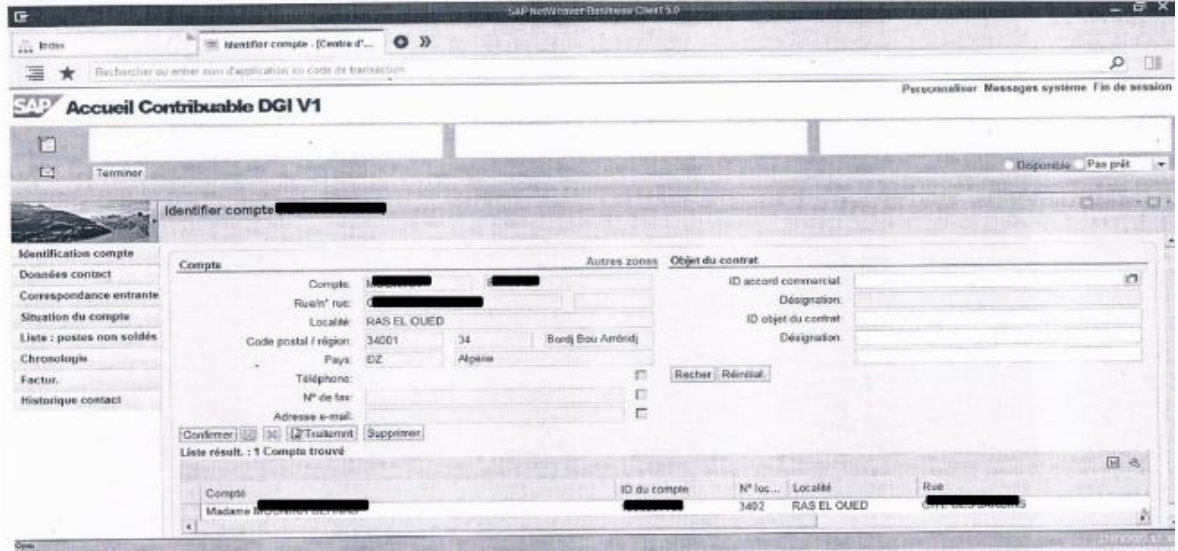 SAP NetWeaver Business Client 5.0
Index
Identifier compte - [Centre d'...
Rechercher ou entrer nom d'application ou code de transaction
Personnaliser Messages système Fin de session
SAP Accueil Contribuable DGI V1
Terminer
Disponible Pas prêt
Identifier compte
Identification compte
Données contact
Correspondance entrante
Situation du compte
Liste : postes non soldés
Chronologie
Factur.
Historique contact
Compte Autres zones
Compte:
Rue/n° rue:
Localité: RAS EL OUED
Code postal / région: 34001 34 Bordj Bou Arréridj
Pays: DZ Algérie
Téléphone:
N° de fax:
Adresse e-mail:
Objet du contrat
ID accord commercial:
Désignation:
ID objet du contrat:
Désignation:
Recher Réinitial.
Confirmer Traitemnt Supprimer
Liste résult. : 1 Compte trouvé
Compte ID du compte N° loc... Localité Rue
Madame 3402 RAS EL OUED